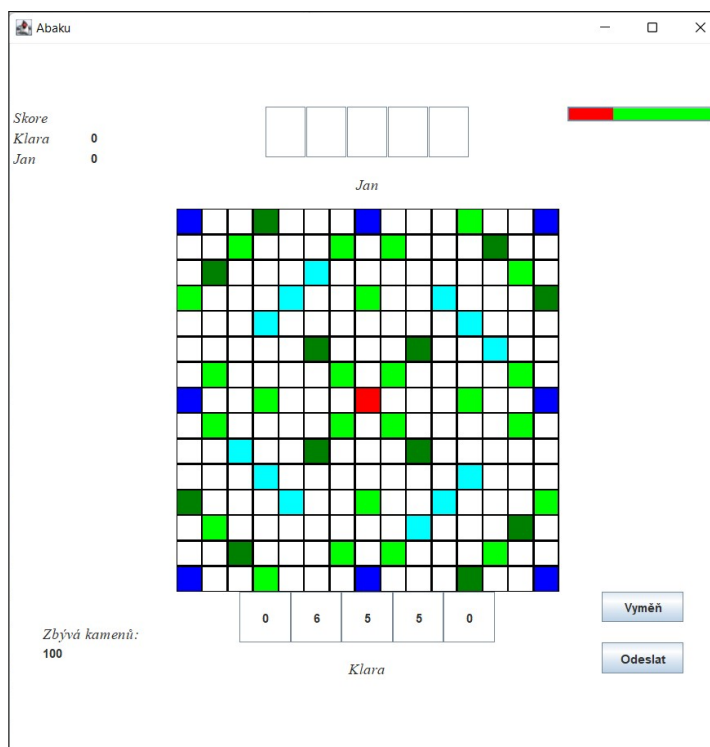 Abaku
Skore
Klara 0
Jan 0
Jan
0 6 5 5 0
Vyměň
Zbývá kamenů:
100
Odeslat
Klara